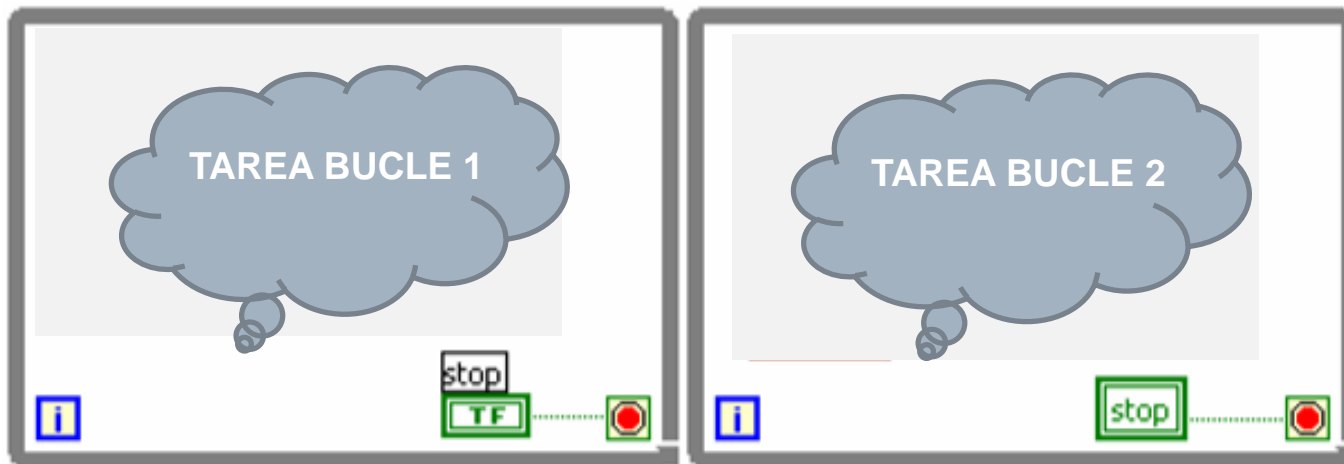 TAREA BUCLE 1
stop
TF
i
TAREA BUCLE 2
stop
i